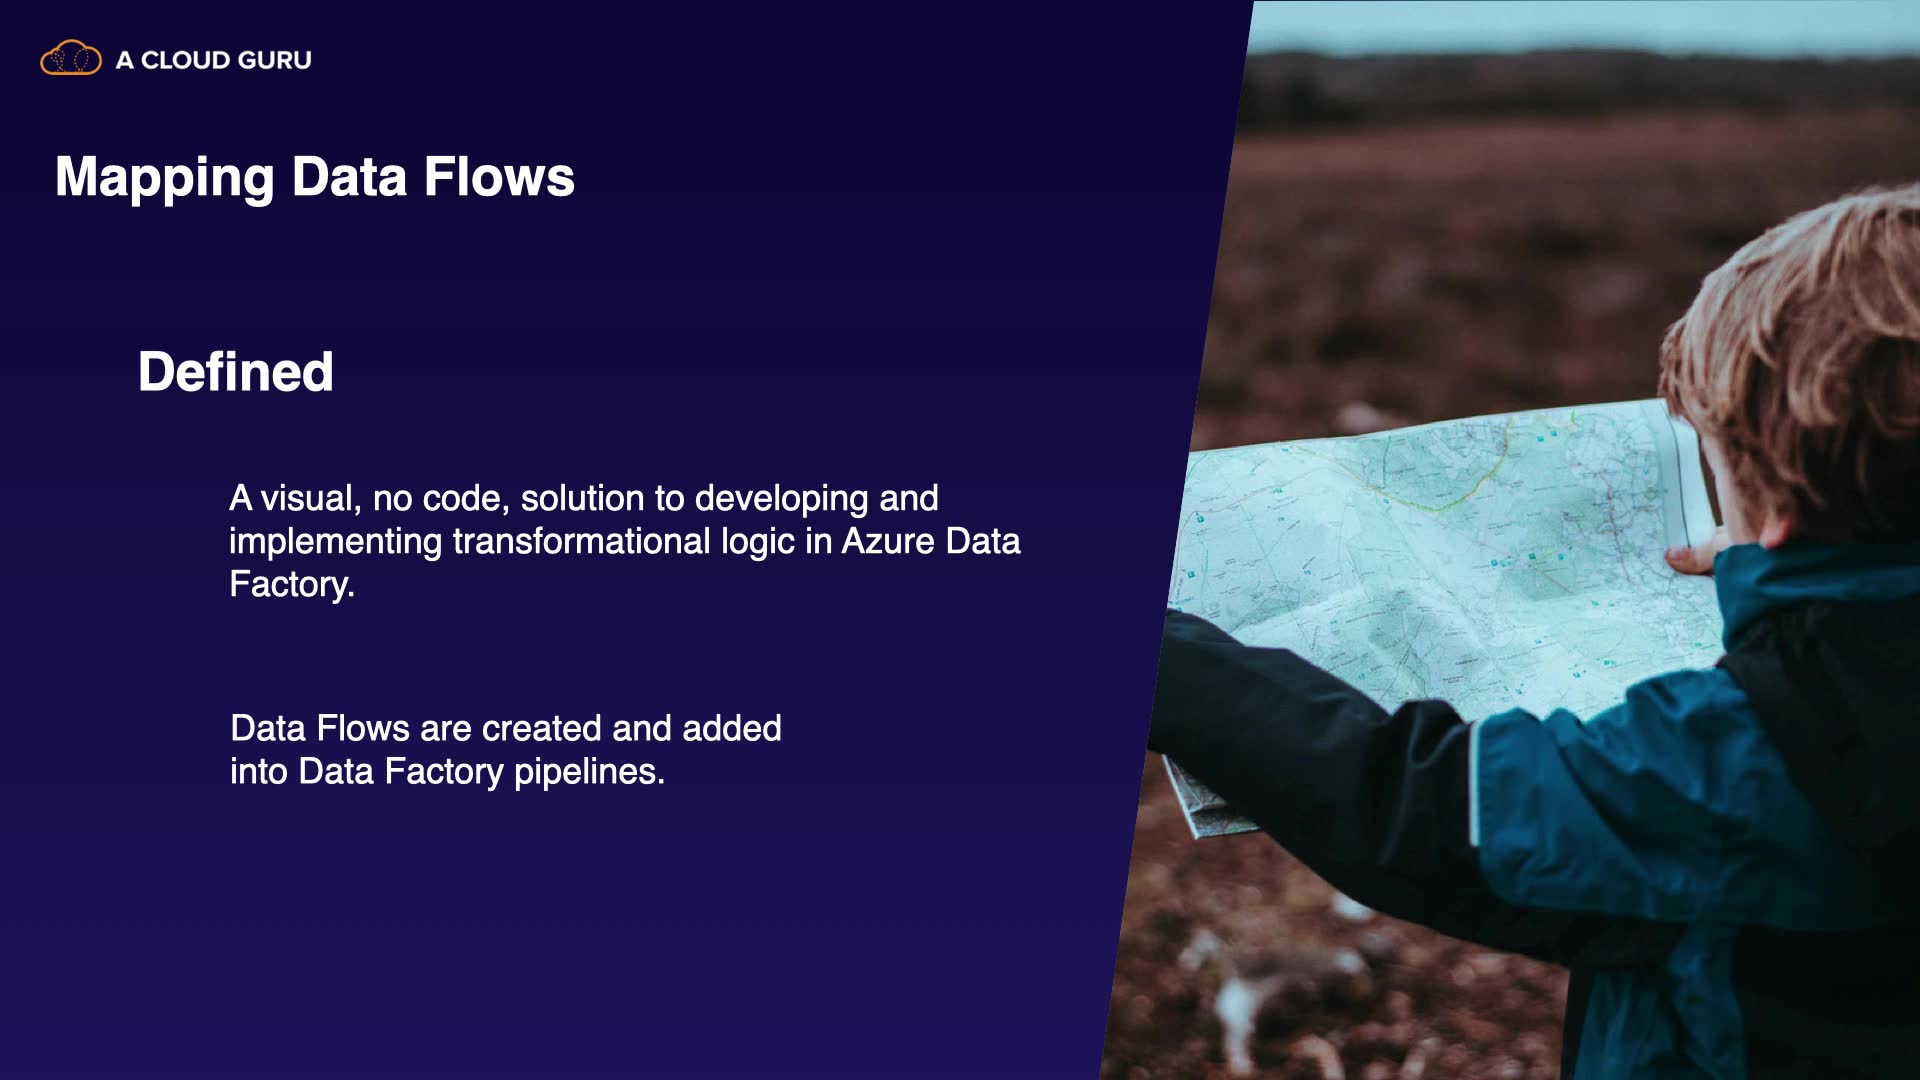 A CLOUD GURU
Mapping Data Flows
Defined
A visual, no code, solution to developing and
implementing transformational logic in Azure Data
Factory.
Data Flows are created and added
into Data Factory pipelines.